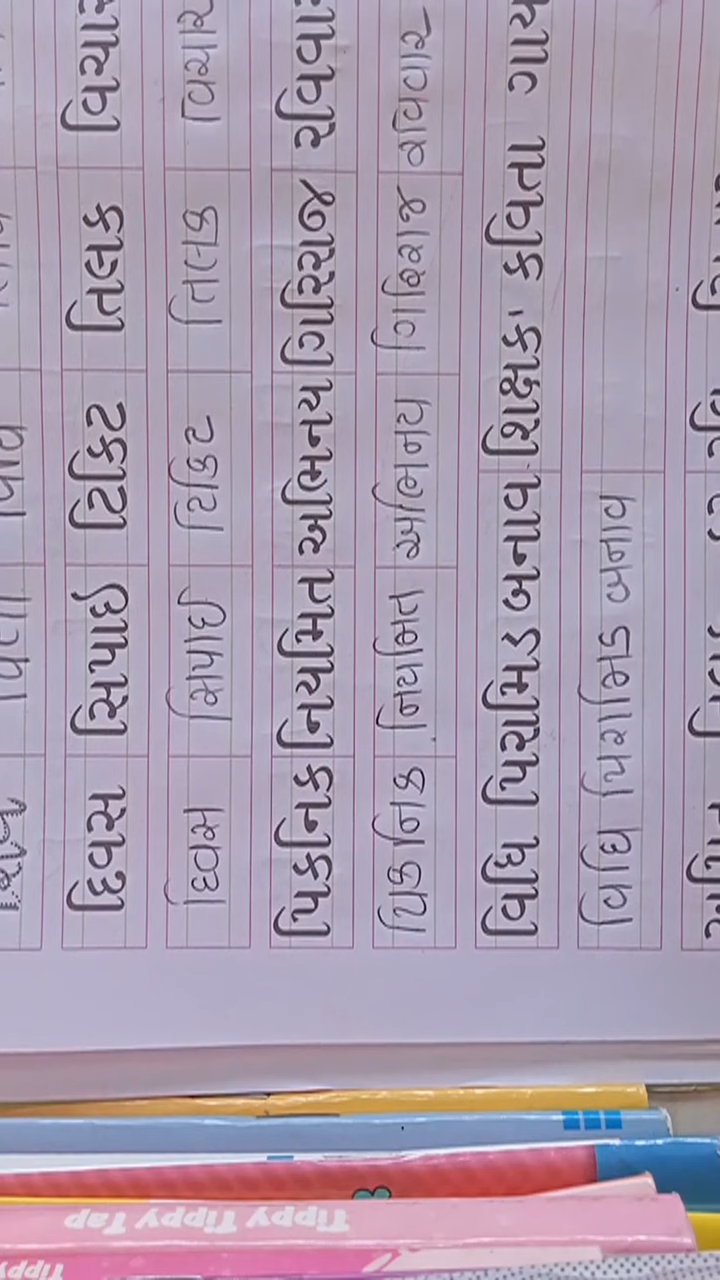 દિવસ સિપાઈ ટિકિટ તિલક વિચાર
દિવસ સિપાઈ ટિકિટ તિલક વિચાર
પિકનિક નિયમિત અભિનય ગિરિરાજ રવિવાર
પિકનિક નિયમિત અભિનય ગિરિરાજ રવિવાર
વિધિ પિરામિડ બનાવ શિક્ષક કવિતા ગાય
વિધિ પિરામિડ બનાવ
Tippy Tippy Tap
Tippy